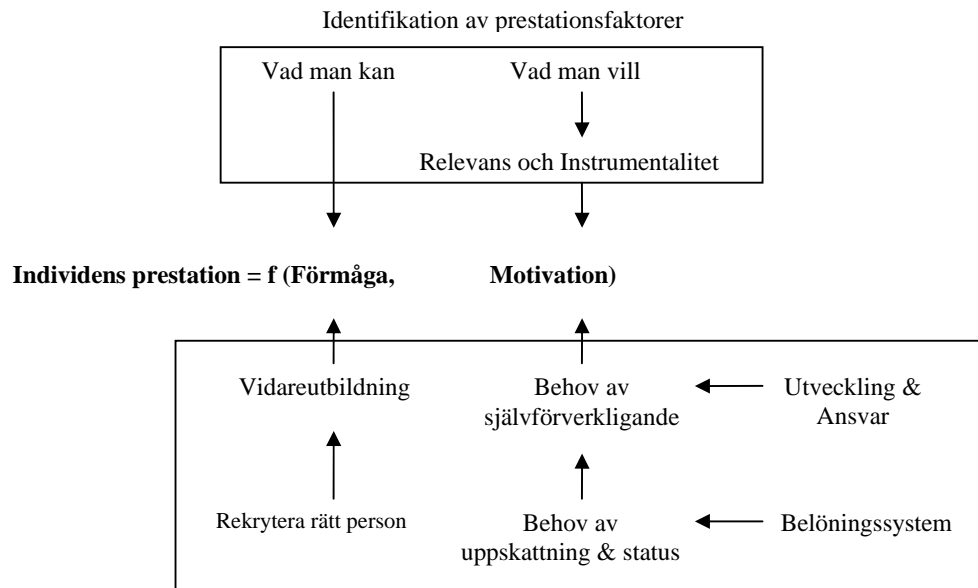 Identifikation av prestationsfaktorer
Vad man kan Vad man vill
Relevans och Instrumentalitet
Individens prestation = f (Förmåga, Motivation)
Vidareutbildning Behov av Utveckling &
självförverkligande Ansvar
Rekrytera rätt person Behov av Belöningssystem
uppskattning & status